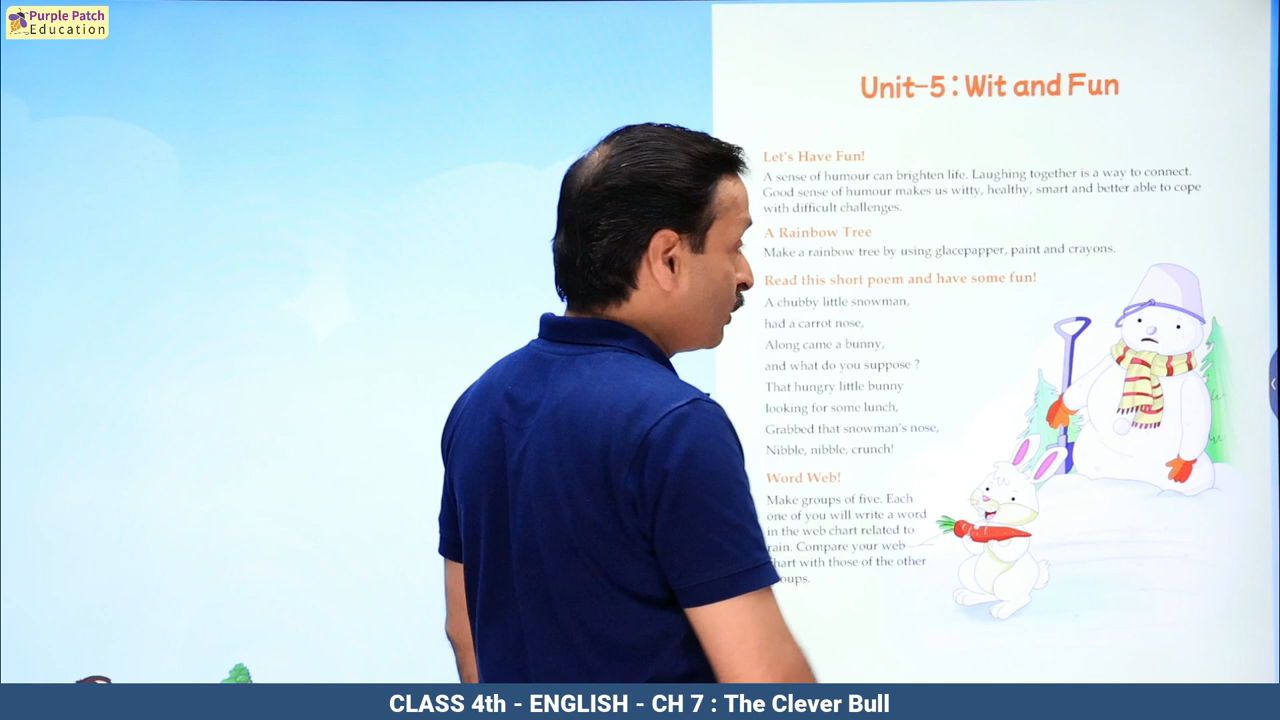 Purple Patch
Education
Unit-5 : Wit and Fun
Let's Have Fun!
A sense of humour can brighten life. Laughing together is a way to connect.
Good sense of humour makes us witty, healthy, smart and better able to cope
with difficult challenges.
A Rainbow Tree
Make a rainbow tree by using glacepapper, paint and crayons.
Read this short poem and have some fun!
A chubby little snowman,
had a carrot nose,
Along came a bunny,
and what do you suppose ?
That hungry little bunny
looking for some lunch,
Grabbed that snowman's nose,
Nibble, nibble, crunch!
Word Web!
Make groups of five. Each
one of you will write a word
in the web chart related to
rain. Compare your web
chart with those of the other
oups.
CLASS 4th - ENGLISH - CH 7 : The Clever Bull